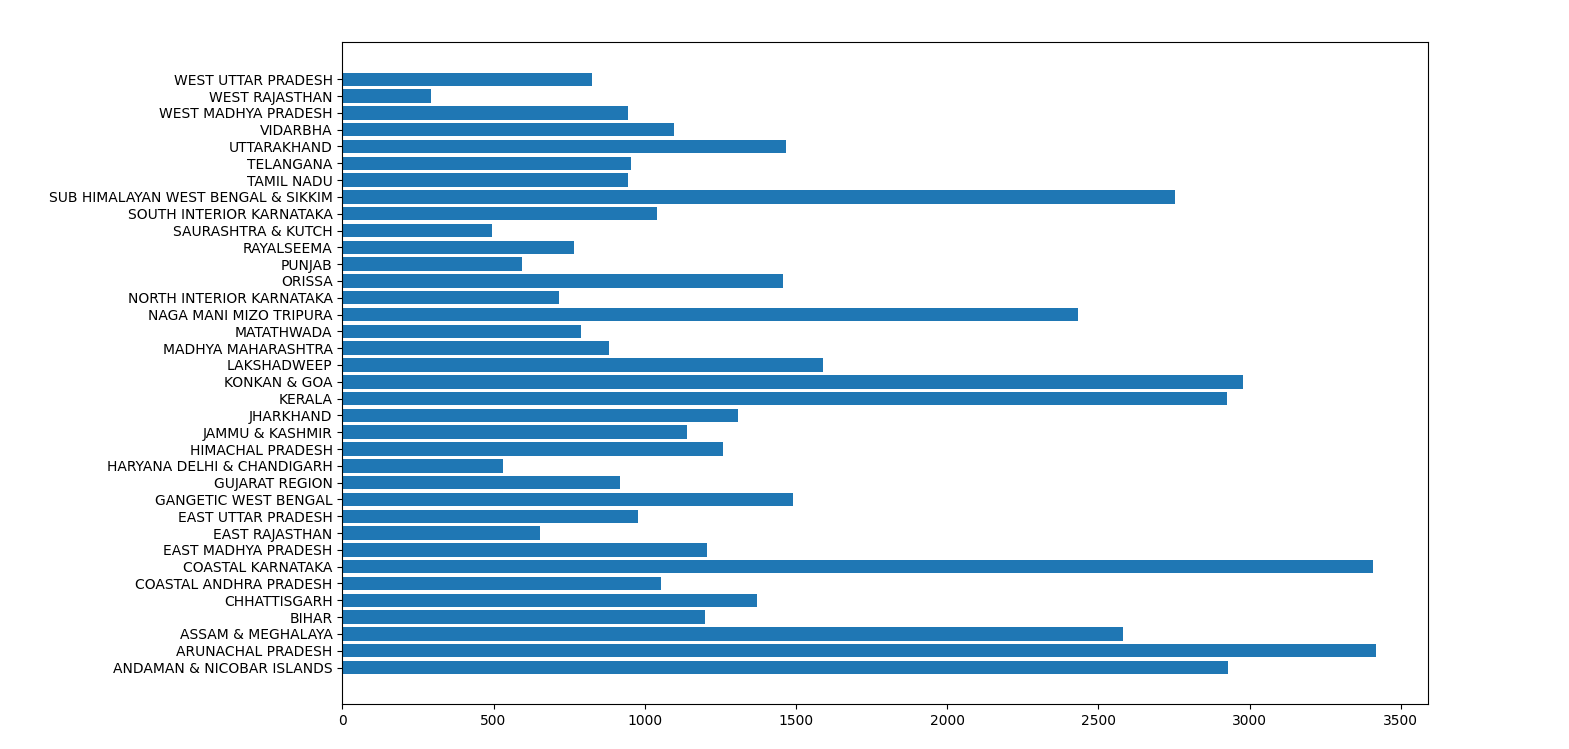 WEST UTTAR PRADESH
WEST RAJASTHAN
WEST MADHYA PRADESH
VIDARBHA
UTTARAKHAND
TELANGANA
TAMIL NADU
SUB HIMALAYAN WEST BENGAL & SIKKIM
SOUTH INTERIOR KARNATAKA
SAURASHTRA & KUTCH
RAYALSEEMA
PUNJAB
ORISSA
NORTH INTERIOR KARNATAKA
NAGA MANI MIZO TRIPURA
MATATHWADA
MADHYA MAHARASHTRA
LAKSHADWEEP
KONKAN & GOA
KERALA
JHARKHAND
JAMMU & KASHMIR
HIMACHAL PRADESH
HARYANA DELHI & CHANDIGARH
GUJARAT REGION
GANGETIC WEST BENGAL
EAST UTTAR PRADESH
EAST RAJASTHAN
EAST MADHYA PRADESH
COASTAL KARNATAKA
COASTAL ANDHRA PRADESH
CHHATTISGARH
BIHAR
ASSAM & MEGHALAYA
ARUNACHAL PRADESH
ANDAMAN & NICOBAR ISLANDS
0 500 1000 1500 2000 2500 3000 3500